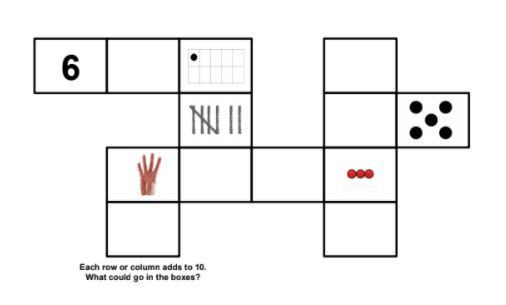 6
Each row or column adds to 10.
What could go in the boxes?